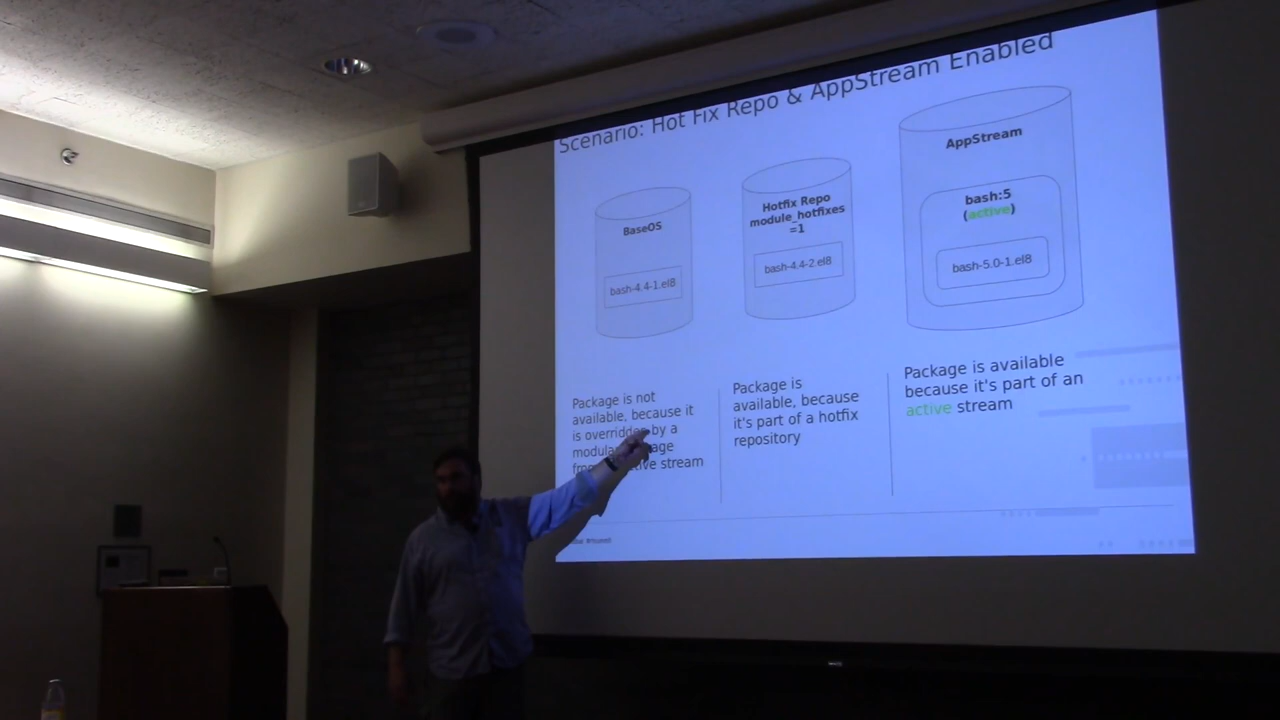 Scenario: Hot Fix Repo & AppStream Enabled
BaseOS
bash-4.4-1.el8
Hotfix Repo
module_hotfixes
=1
bash-4.4-2.el8
AppStream
bash:5
(active)
bash-5.0-1.el8
Package is not
available, because it
is overridden by a
modular
stream
Package is
available, because
it's part of a hotfix
repository
Package is available
because it's part of an
active stream